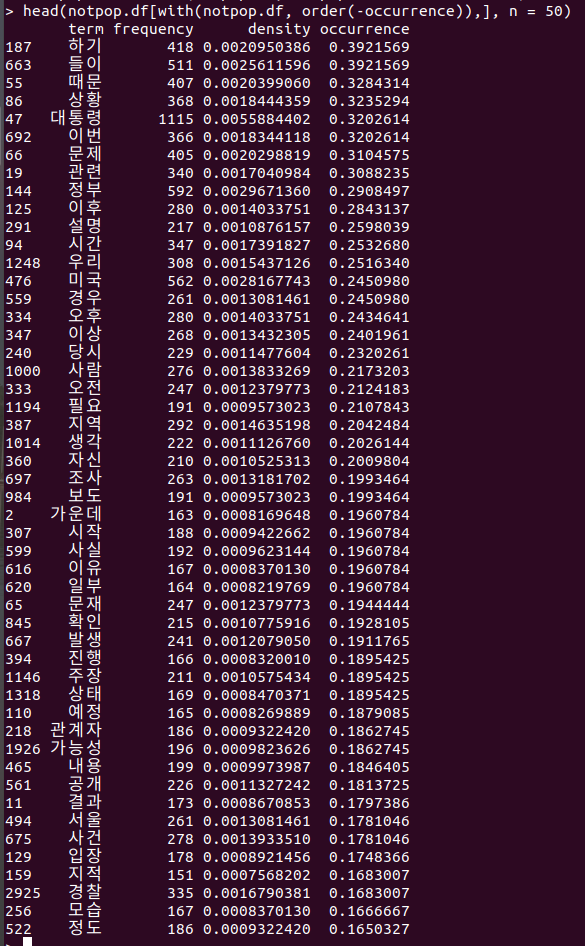 > head(notpop.df[with(notpop.df, order(-occurrence)),], n = 50)
term frequency density occurrence
187 하기 418 0.0020950386 0.3921569
663 들이 511 0.0025611596 0.3921569
55 때문 407 0.0020399060 0.3284314
86 상황 368 0.0018444359 0.3235294
47 대통령 1115 0.0055884402 0.3202614
692 이번 366 0.0018344118 0.3202614
66 문제 405 0.0020298819 0.3104575
19 관련 340 0.0017040984 0.3088235
144 정부 592 0.0029671360 0.2908497
125 이후 280 0.0014033751 0.2843137
291 설명 217 0.0010876157 0.2598039
94 시간 347 0.0017391827 0.2532680
1248 우리 308 0.0015437126 0.2516340
476 미국 562 0.0028167743 0.2450980
559 경우 261 0.0013081461 0.2450980
334 오후 280 0.0014033751 0.2434641
347 이상 268 0.0013432305 0.2401961
240 당시 229 0.0011477604 0.2320261
1000 사람 276 0.0013833269 0.2173203
333 오전 247 0.0012379773 0.2124183
1194 필요 191 0.0009573023 0.2107843
387 지역 292 0.0014635198 0.2042484
1014 생각 222 0.0011126760 0.2026144
360 자신 210 0.0010525313 0.2009804
697 조사 263 0.0013181702 0.1993464
984 보도 191 0.0009573023 0.1993464
2 가운데 163 0.0008169648 0.1960784
307 시작 188 0.0009422662 0.1960784
599 사실 192 0.0009623144 0.1960784
616 이유 167 0.0008370130 0.1960784
620 일부 164 0.0008219769 0.1960784
65 문재 247 0.0012379773 0.1944444
845 확인 215 0.0010775916 0.1928105
667 발생 241 0.0012079050 0.1911765
394 진행 166 0.0008320010 0.1895425
1146 주장 211 0.0010575434 0.1895425
1318 상태 169 0.0008470371 0.1895425
110 예정 165 0.0008269889 0.1879085
218 관계자 186 0.0009322420 0.1862745
1926 가능성 196 0.0009823626 0.1862745
465 내용 199 0.0009973987 0.1846405
561 공개 226 0.0011327242 0.1813725
11 결과 173 0.0008670853 0.1797386
494 서울 261 0.0013081461 0.1781046
675 사건 278 0.0013933510 0.1781046
129 입장 178 0.0008921456 0.1748366
159 지적 151 0.0007568202 0.1683007
2925 경찰 335 0.0016790381 0.1683007
256 모습 167 0.0008370130 0.1666667
522 정도 186 0.0009322420 0.1650327